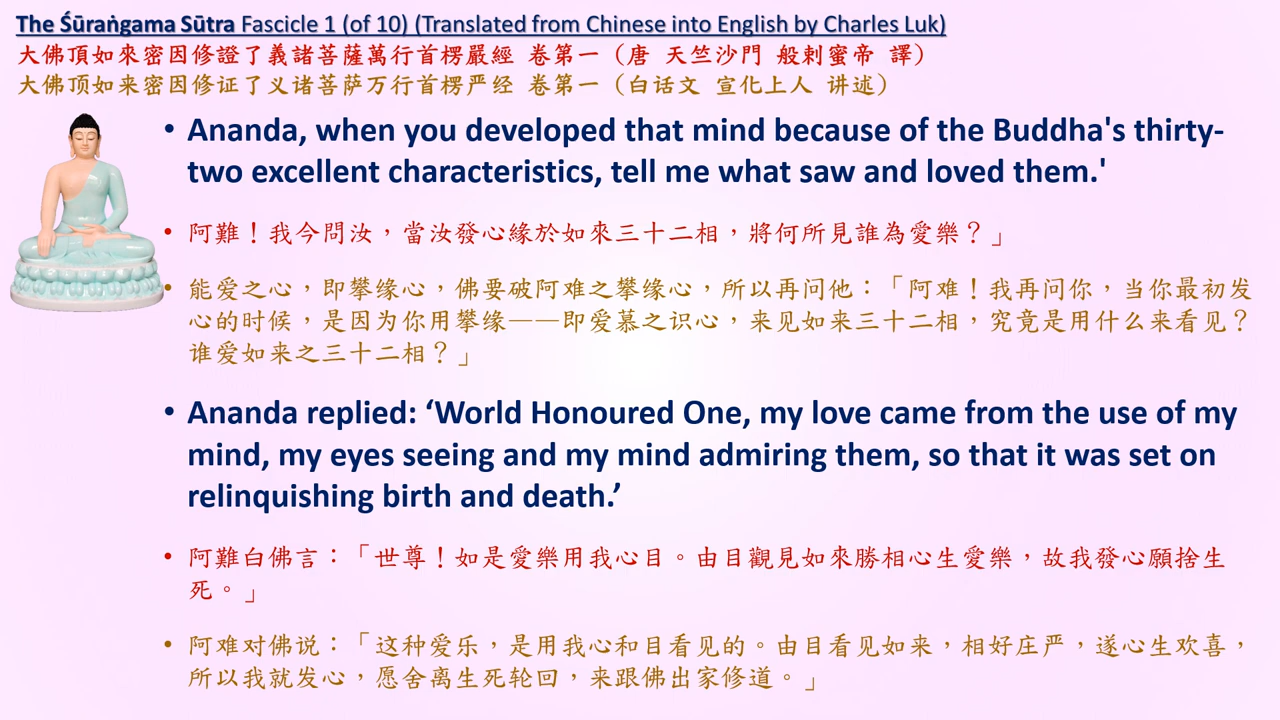 The Śūraṅgama Sūtra Fascicle 1 (of 10) (Translated from Chinese into English by Charles Luk)
大佛頂如來密因修證了義諸菩薩萬行首楞嚴經 卷第一（唐 天竺沙門 般剌蜜帝 譯）
大佛顶如来密因修证了义诸菩萨万行首楞严经 卷第一（白话文 宣化上人 讲述）
• Ananda, when you developed that mind because of the Buddha's thirty-
two excellent characteristics, tell me what saw and loved them.'
• 阿難！我今問汝，當汝發心緣於如來三十二相，將何所見誰為愛樂？」
• 能爱之心，即攀缘心，佛要破阿难之攀缘心，所以再问他：「阿难！我再问你，当你最初发
心的时候，是因为你用攀缘——即爱慕之识心，来见如来三十二相，究竟是用什么来看见？
谁爱如来之三十二相？」
• Ananda replied: ‘World Honoured One, my love came from the use of my
mind, my eyes seeing and my mind admiring them, so that it was set on
relinquishing birth and death.’
• 阿難白佛言：「世尊！如是愛樂用我心目。由目觀見如來勝相心生愛樂，故我發心願捨生
死。」
• 阿难对佛说：「这种爱乐，是用我心和目看见的。由目看见如来，相好庄严，遂心生欢喜，
所以我就发心，愿舍离生死轮回，来跟佛出家修道。」